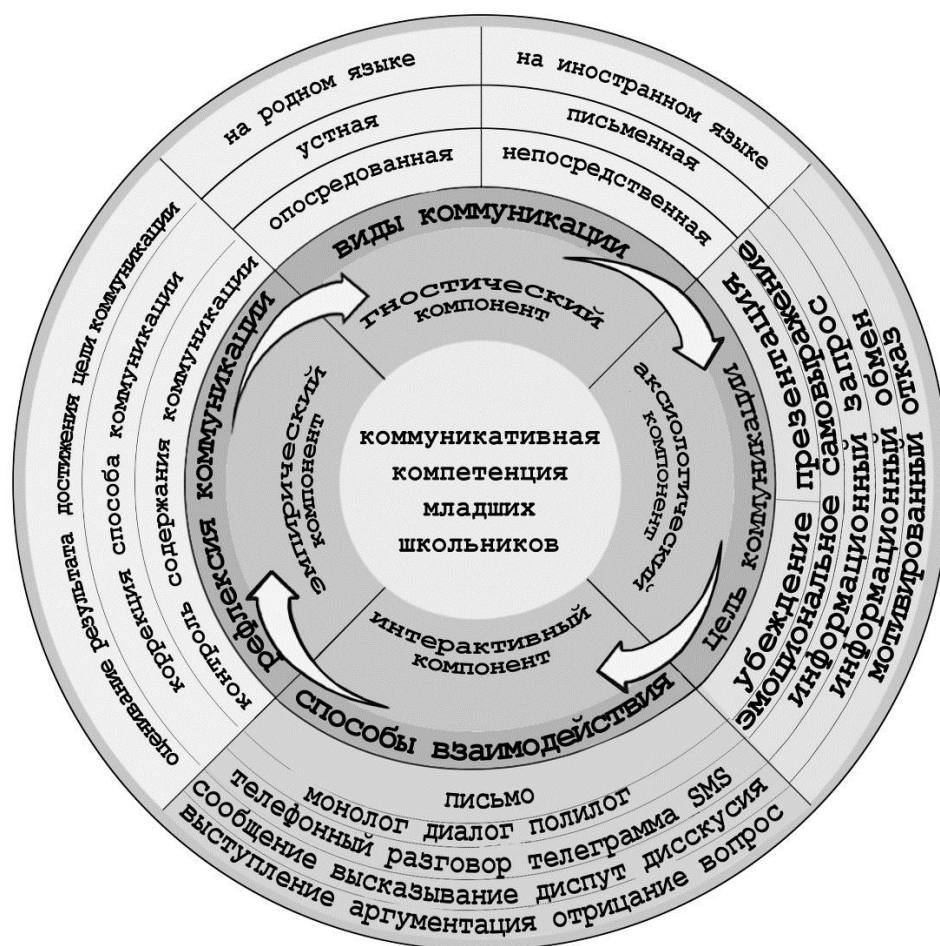 на родном языке
на иностранном языке
устная
письменная
опосредованная
непосредственная
виды коммуникации
гностический
компонент
цель коммуникации
аксиологический
компонент
убеждение презентация
эмоциональное самовыражение
информационный запрос
информационный обмен
мотивированный отказ
способы взаимодействия
интерактивный
компонент
письмо
монолог диалог полилог
телефонный разговор телеграмма SMS
сообщение высказывание диспут дисскусия
выступление аргументация отрицание вопрос
рефлексия коммуникации
эмпирический
компонент
контроль содержания коммуникации
коррекция способа коммуникации
оценивание результата достижения цели коммуникации
коммуникативная
компетенция
младших
школьников